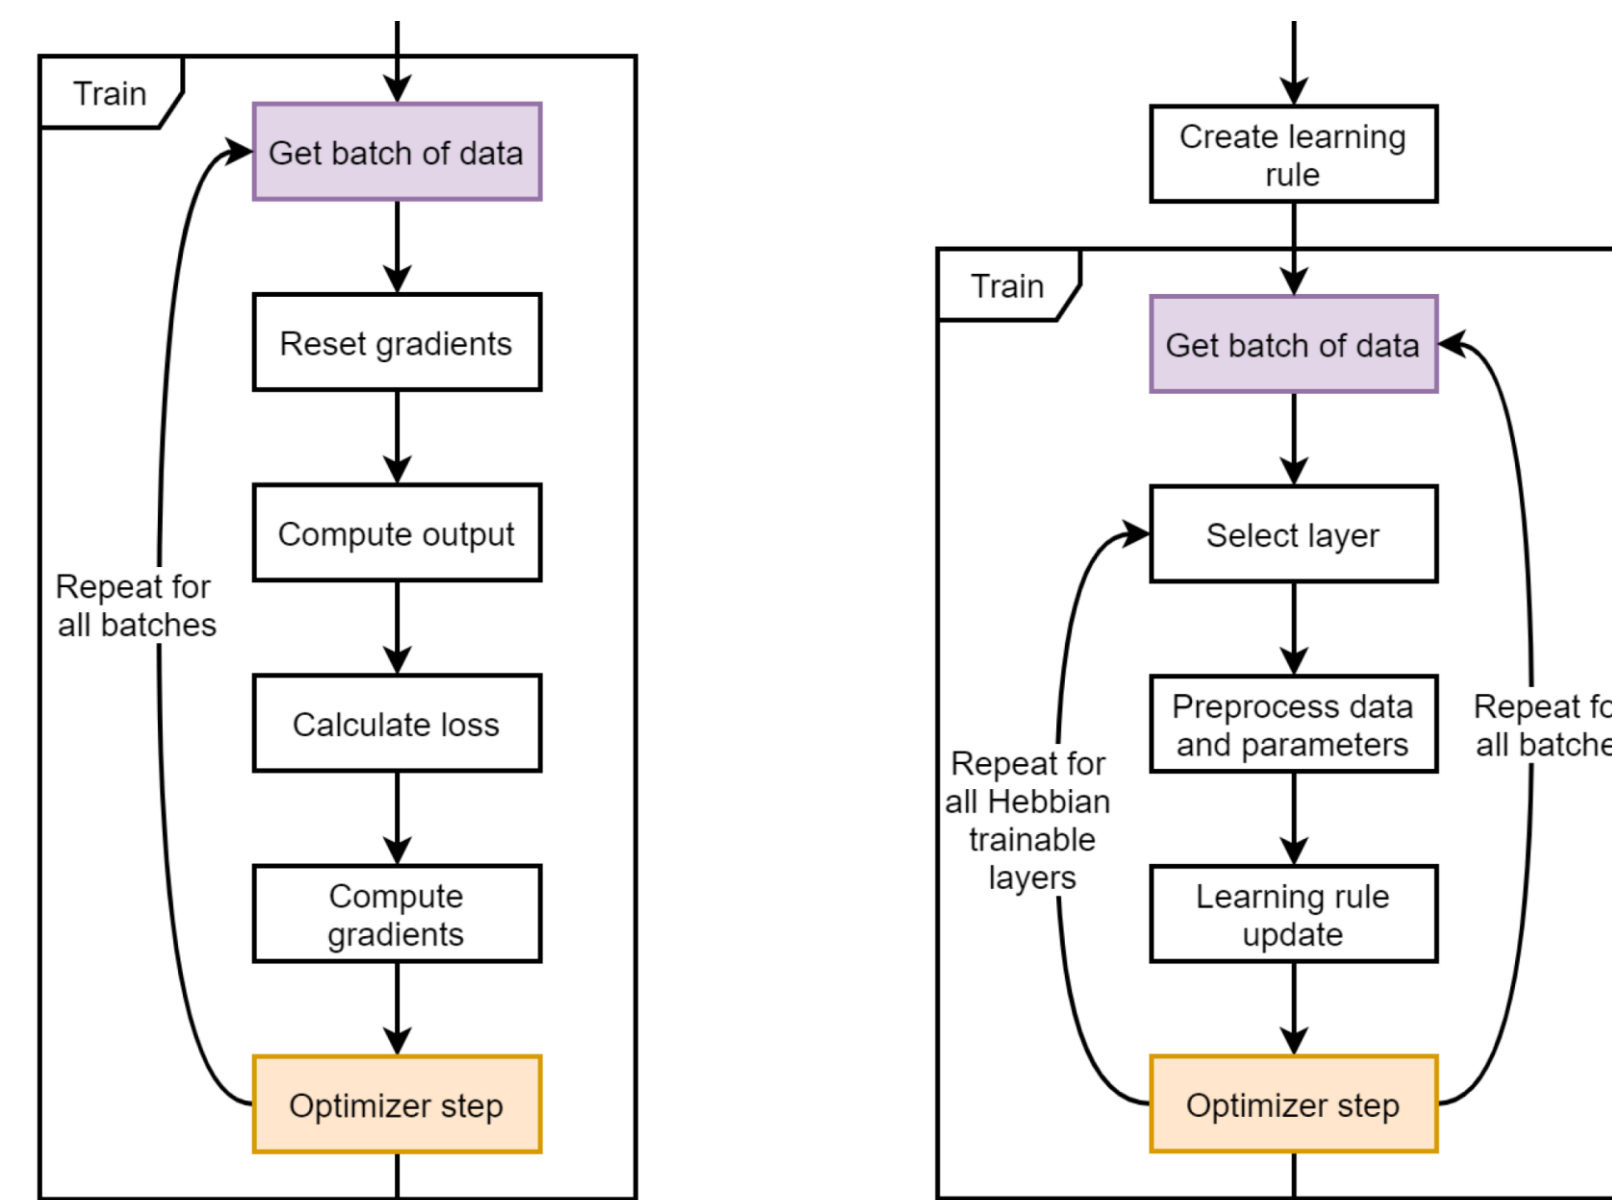 Train
Get batch of data
Reset gradients
Compute output
Repeat for
all batches
Calculate loss
Compute
gradients
Optimizer step
Create learning
rule
Train
Get batch of data
Select layer
Preprocess data
and parameters
Repeat
all
Repeat for
all Hebbian
trainable
layers
Learning rule
update
Optimizer step